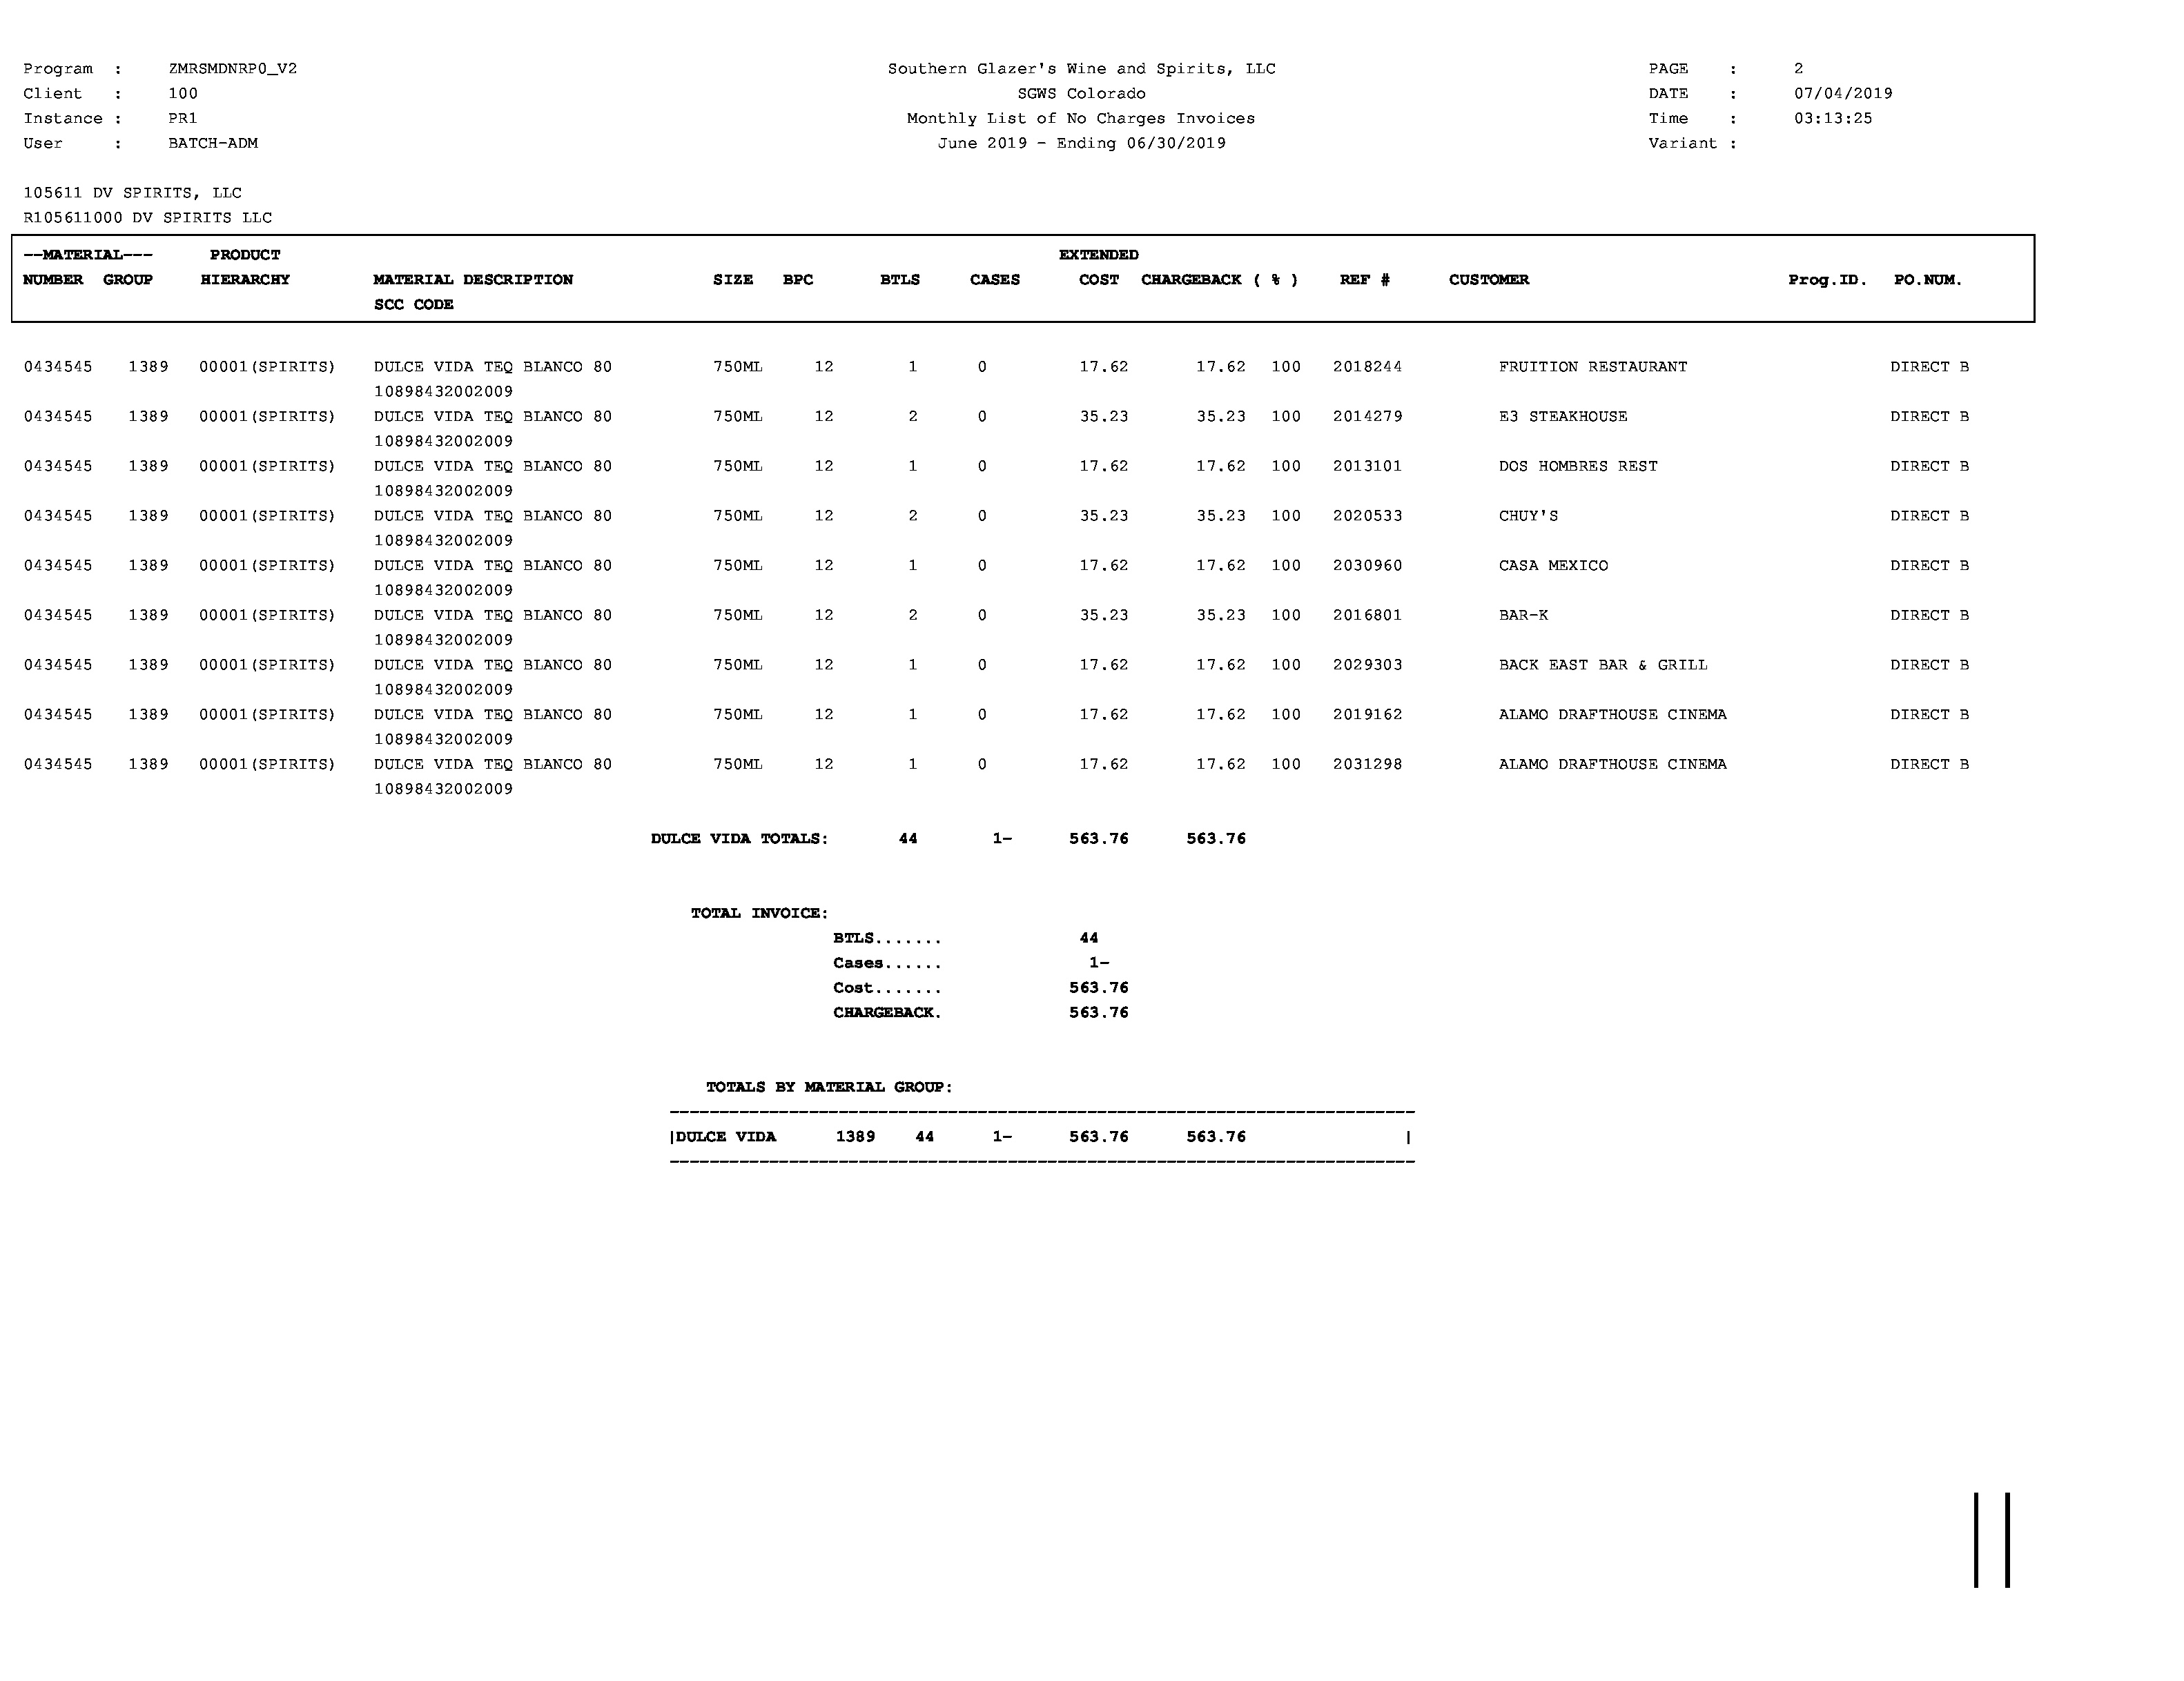 Program : ZMRSMDNRP0_V2 Southern Glazer's Wine and Spirits, LLC PAGE : 2
Client : 100 SGWS Colorado DATE : 07/04/2019
Instance : PR1 Monthly List of No Charges Invoices Time : 03:13:25
User : BATCH-ADM June 2019 - Ending 06/30/2019 Variant :
105611 DV SPIRITS, LLC
R105611000 DV SPIRITS LLC
--MATERIAL--- PRODUCT EXTENDED
NUMBER GROUP HIERARCHY MATERIAL DESCRIPTION SIZE BPC BTLS CASES COST CHARGEBACK ( % ) REF # CUSTOMER Prog.ID. PO.NUM.
SCC CODE
0434545 1389 00001(SPIRITS) DULCE VIDA TEQ BLANCO 80 750ML 12 1 0 17.62 17.62 100 2018244 FRUITION RESTAURANT DIRECT B
10898432002009
0434545 1389 00001(SPIRITS) DULCE VIDA TEQ BLANCO 80 750ML 12 2 0 35.23 35.23 100 2014279 E3 STEAKHOUSE DIRECT B
10898432002009
0434545 1389 00001(SPIRITS) DULCE VIDA TEQ BLANCO 80 750ML 12 1 0 17.62 17.62 100 2013101 DOS HOMBRES REST DIRECT B
10898432002009
0434545 1389 00001(SPIRITS) DULCE VIDA TEQ BLANCO 80 750ML 12 2 0 35.23 35.23 100 2020533 CHUY'S DIRECT B
10898432002009
0434545 1389 00001(SPIRITS) DULCE VIDA TEQ BLANCO 80 750ML 12 1 0 17.62 17.62 100 2030960 CASA MEXICO DIRECT B
10898432002009
0434545 1389 00001(SPIRITS) DULCE VIDA TEQ BLANCO 80 750ML 12 2 0 35.23 35.23 100 2016801 BAR-K DIRECT B
10898432002009
0434545 1389 00001(SPIRITS) DULCE VIDA TEQ BLANCO 80 750ML 12 1 0 17.62 17.62 100 2029303 BACK EAST BAR & GRILL DIRECT B
10898432002009
0434545 1389 00001(SPIRITS) DULCE VIDA TEQ BLANCO 80 750ML 12 1 0 17.62 17.62 100 2019162 ALAMO DRAFTHOUSE CINEMA DIRECT B
10898432002009
0434545 1389 00001(SPIRITS) DULCE VIDA TEQ BLANCO 80 750ML 12 1 0 17.62 17.62 100 2031298 ALAMO DRAFTHOUSE CINEMA DIRECT B
10898432002009
DULCE VIDA TOTALS: 44 1- 563.76 563.76
TOTAL INVOICE:
BTLS....... 44
Cases...... 1-
Cost....... 563.76
CHARGEBACK. 563.76
TOTALS BY MATERIAL GROUP:
|DULCE VIDA 1389 44 1- 563.76 563.76 |